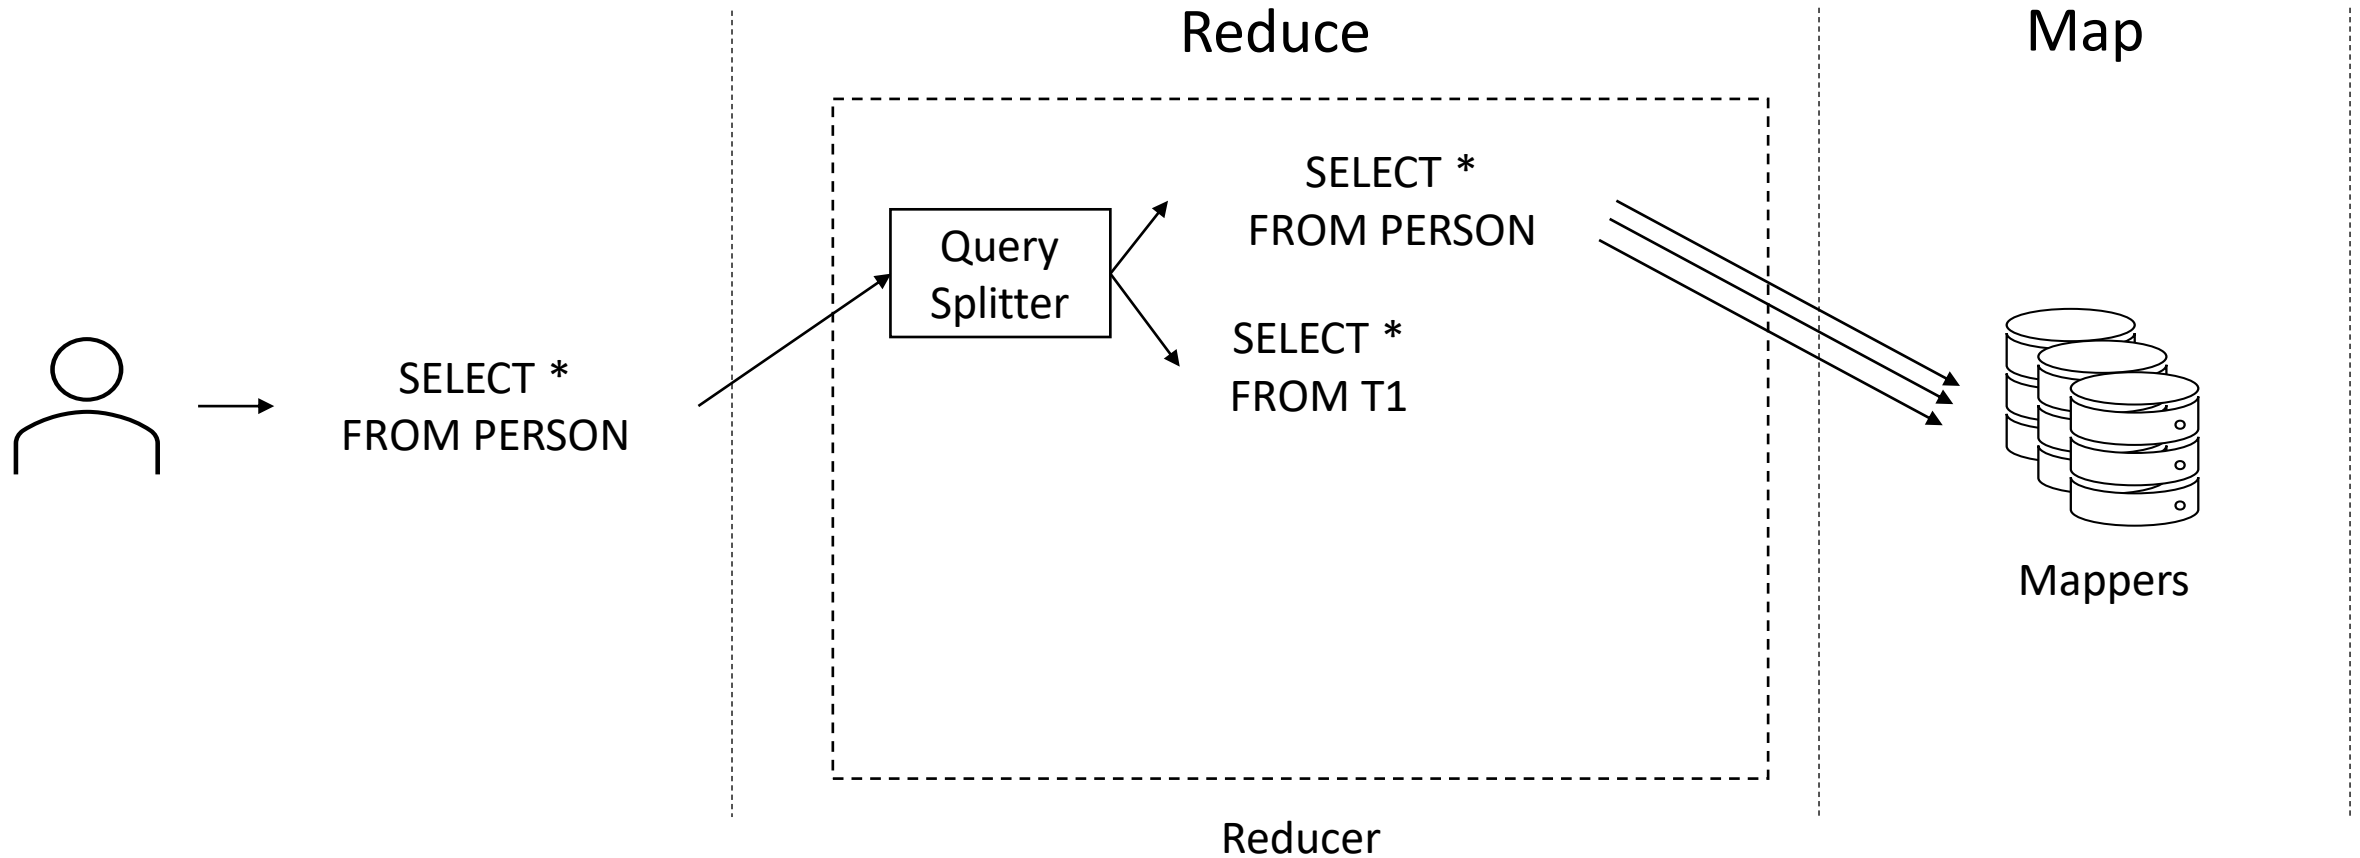 Reduce
Map
SELECT *
FROM PERSON
Query
Splitter
SELECT *
FROM PERSON
SELECT *
FROM T1
Mappers
Reducer